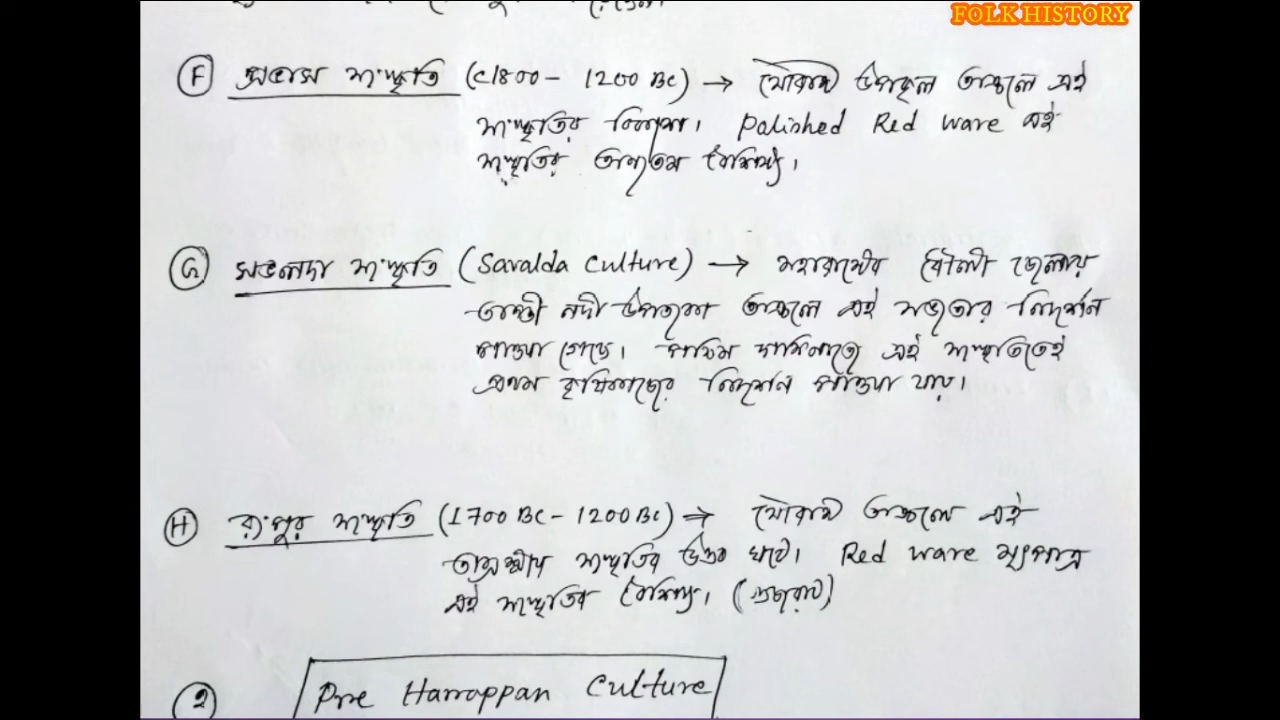 FOLK HISTORY
F প্রভাস সংস্কৃতি (C1800 - 1200 BC) → সৌরাষ্ট্র উপকূল অঞ্চলে এই
সংস্কৃতির বিকাশ। Polished Red Ware এই
সংস্কৃতির অন্যতম বৈশিষ্ট্য।
G সভলদা সংস্কৃতি (Savalda Culture) → মহারাষ্ট্রের ধৌলী জেলায়
তাপ্তী নদী উপত্যকা অঞ্চলে এই সভ্যতার নিদর্শন
পাওয়া গেছে। পশ্চিম দাক্ষিণাত্যে এই সংস্কৃতিতেই
প্রথম কৃষিকাজের নিদর্শন পাওয়া যায়।
H রংপুর সংস্কৃতি (1700 BC - 1200 BC) → সৌরাষ্ট্র অঞ্চলে এই
তাম্রাশ্মীয় সংস্কৃতির উদ্ভব ঘটে। Red Ware মৃৎপাত্র
এই সংস্কৃতির বৈশিষ্ট্য। (গুজরাট)
2 Pre Harrappan Culture